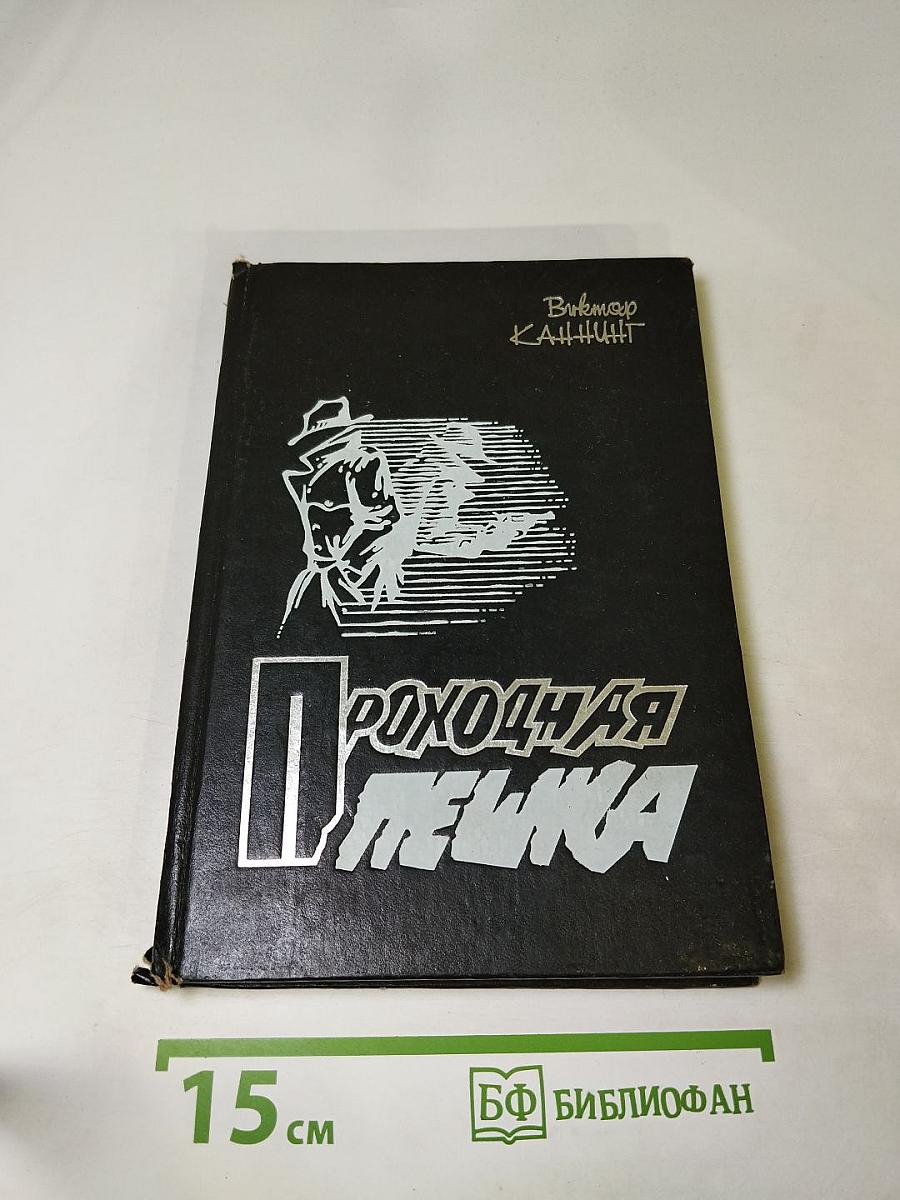 Виктор
КАННИНГ
ПРОХОДНАЯ
ПЕШКА
15 см
БФ БИБЛИОФАН